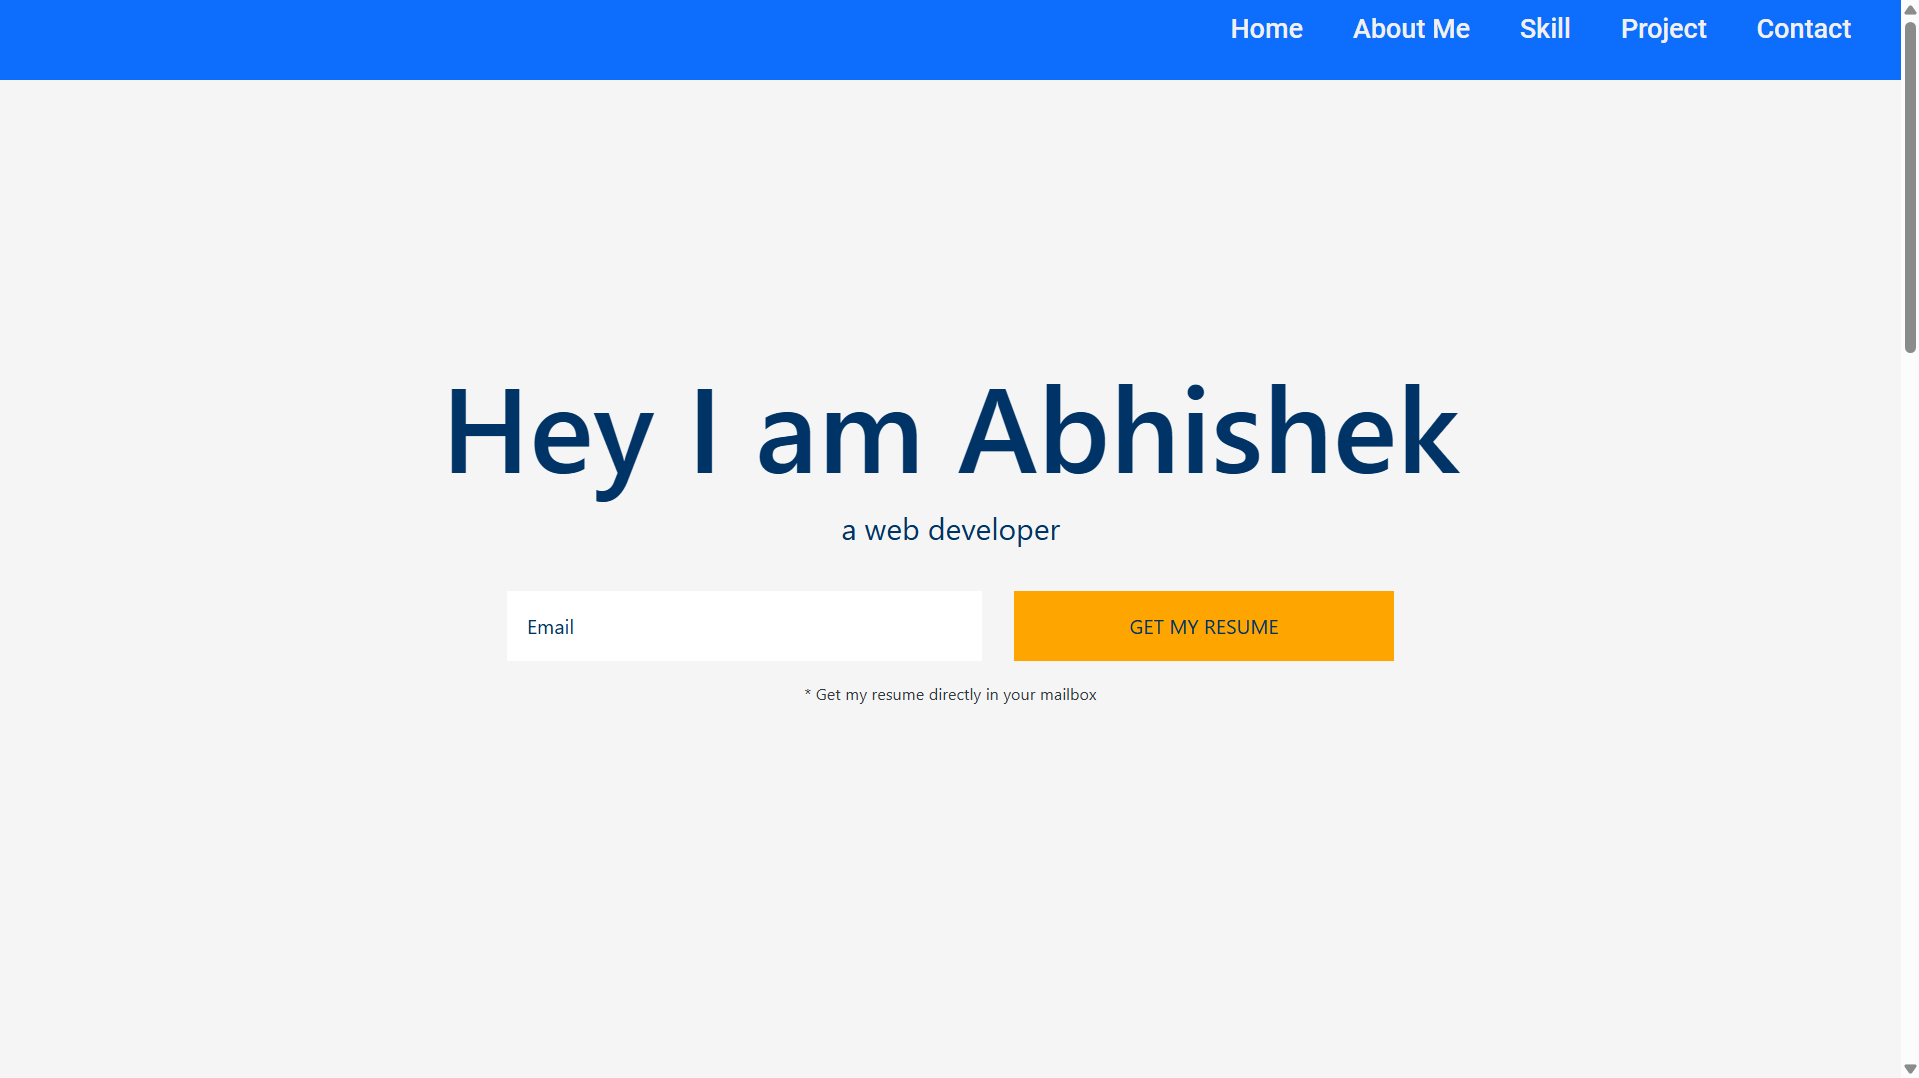 Home About Me Skill Project Contact
Hey I am Abhishek
a web developer
Email GET MY RESUME
* Get my resume directly in your mailbox